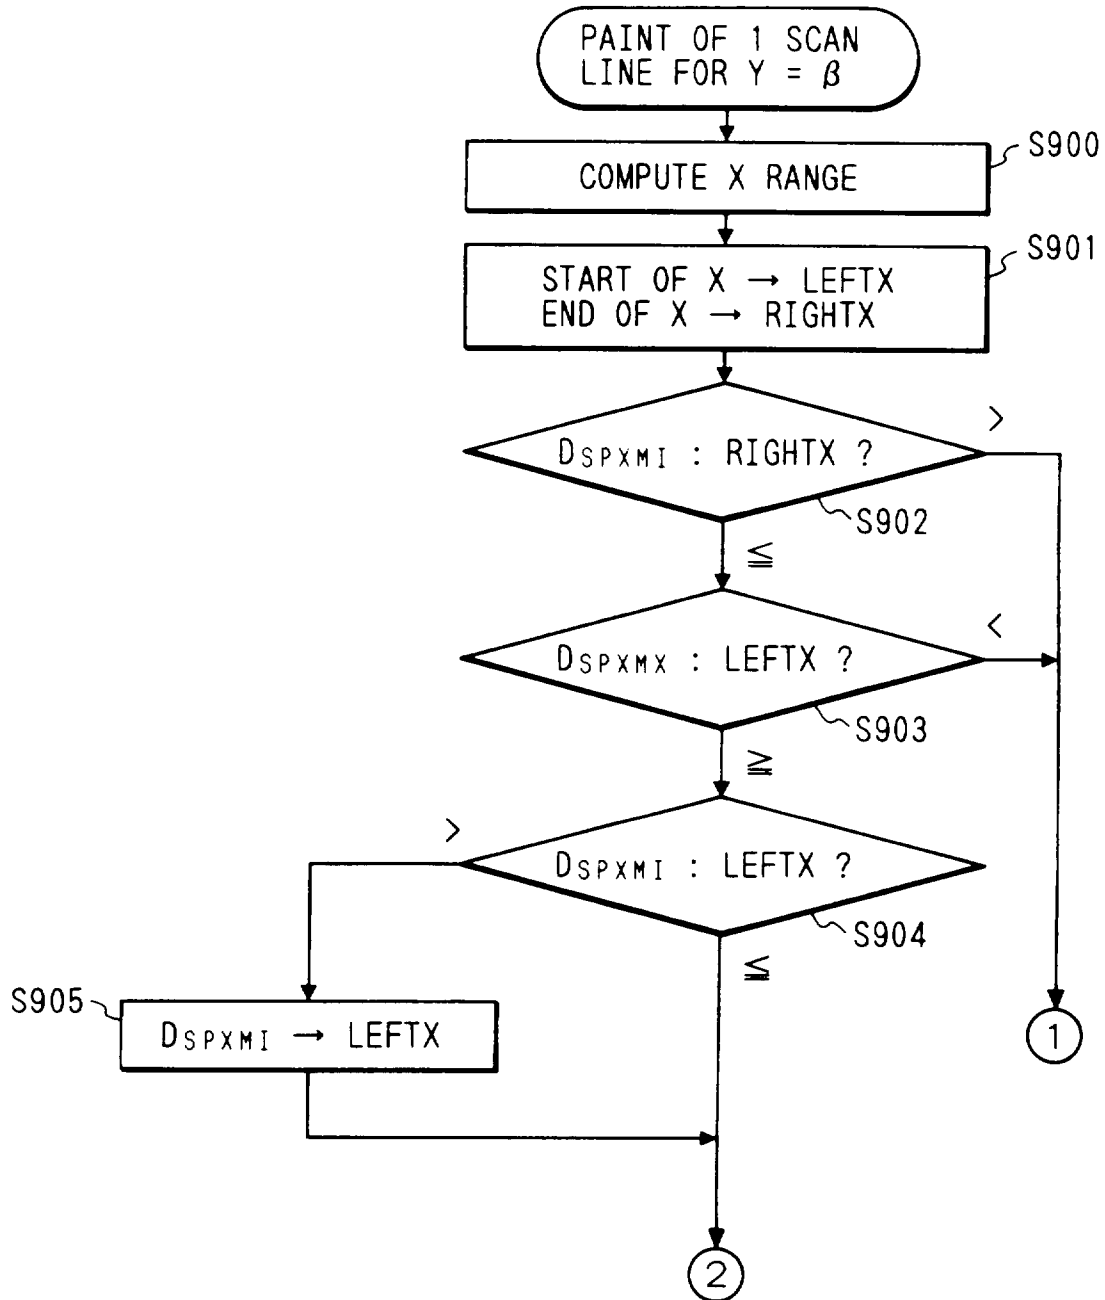 PAINT OF 1 SCAN
LINE FOR Y = β
S900
COMPUTE X RANGE
S901
START OF X → LEFTX
END OF X → RIGHTX
>
DSPXMI : RIGHTX ?
S902
≦
<
DSPXMX : LEFTX ?
S903
≧
>
DSPXMI : LEFTX ?
S904
≦
S905
DSPXMI → LEFTX
1
2